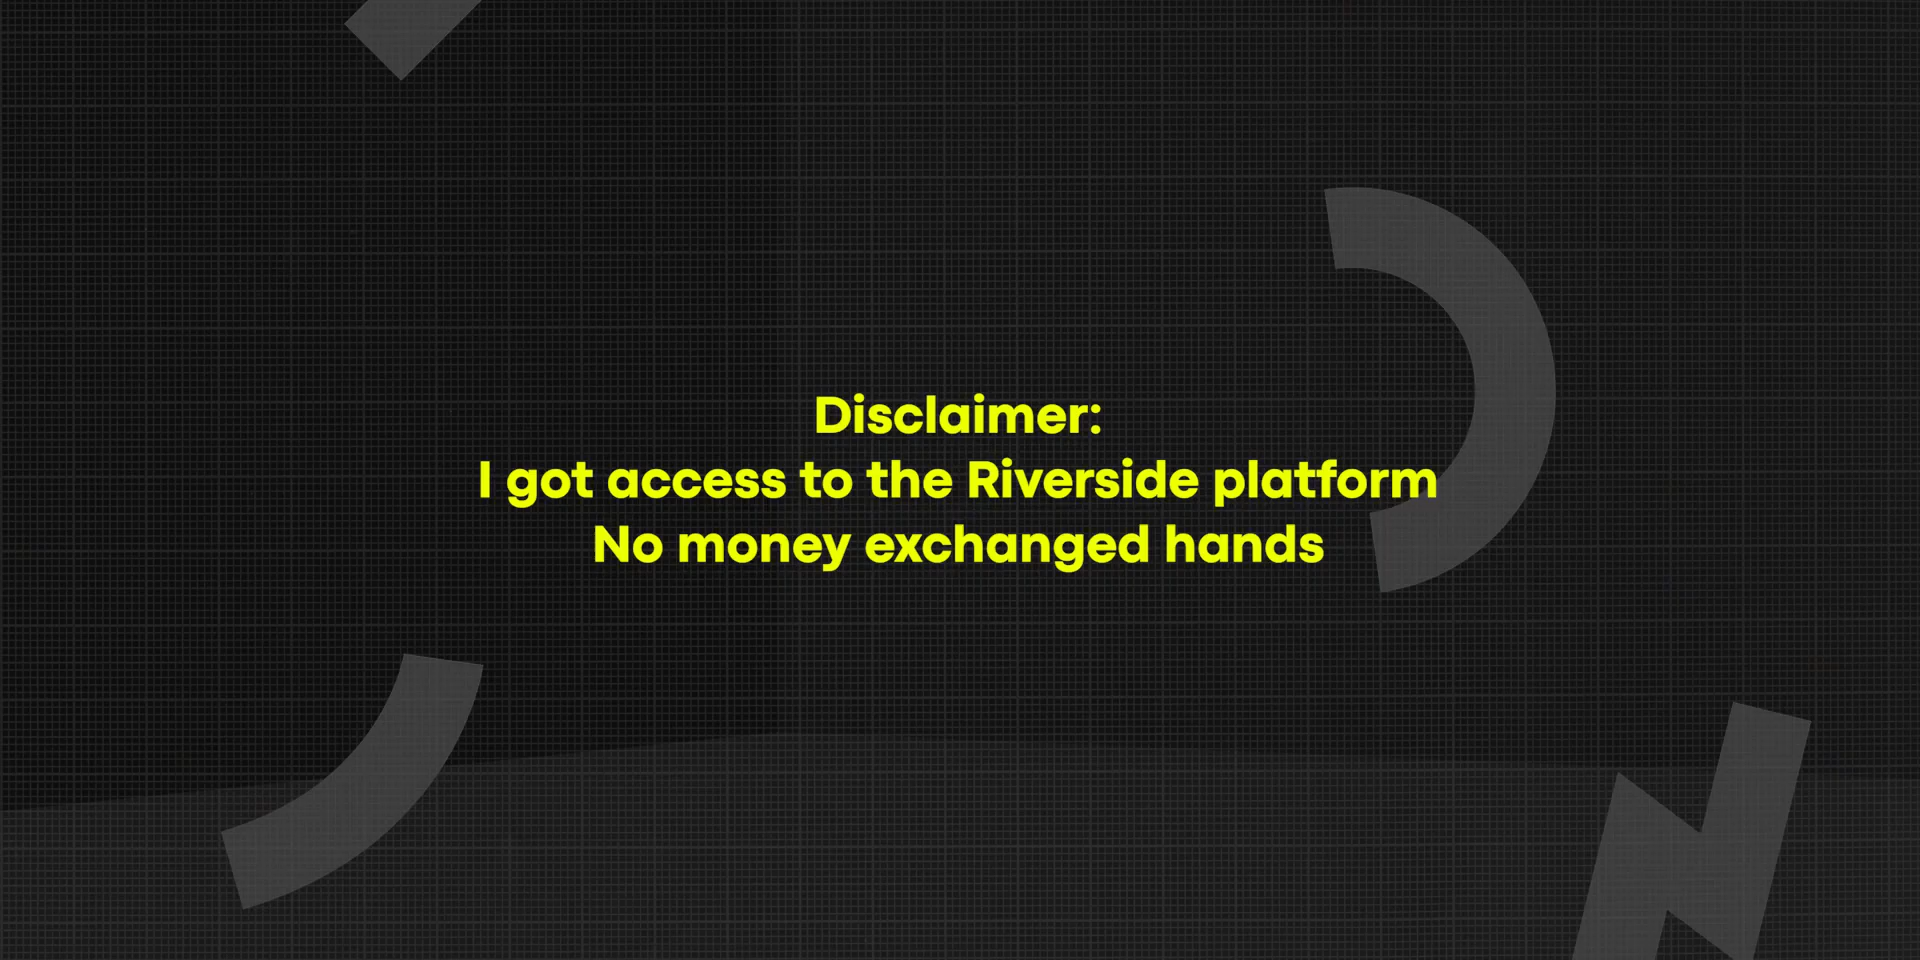 Disclaimer:
I got access to the Riverside platform
No money exchanged hands